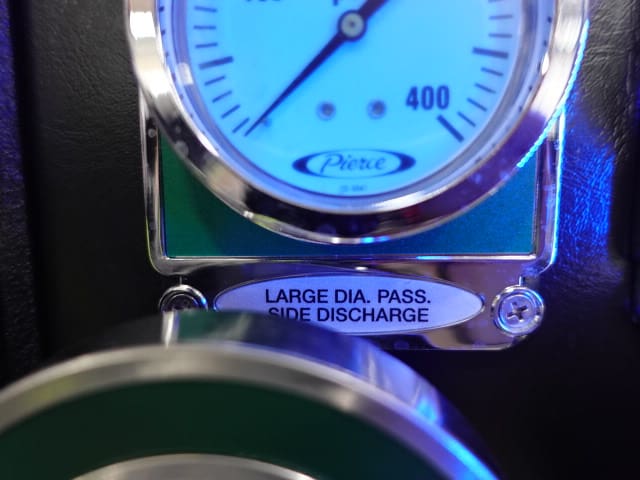 400
Pierce
LARGE DIA. PASS.
SIDE DISCHARGE